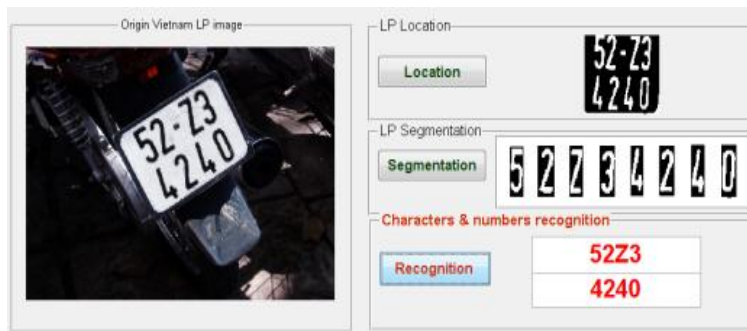 Origin Vietnam LP image
52-Z3
4240
LP Location
Location
52-Z3
4240
LP Segmentation
Segmentation
5 2 Z 3 4 2 4 0
Characters & numbers recognition
Recognition
52Z3
4240